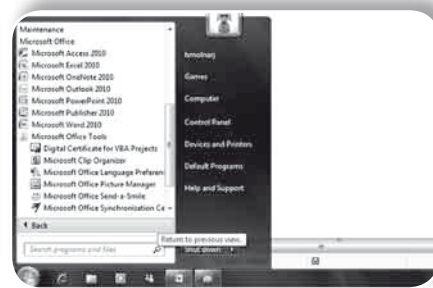 Maintenance
Microsoft Office
Microsoft Access 2010
Microsoft Excel 2010
Microsoft OneNote 2010
Microsoft Outlook 2010
Microsoft PowerPoint 2010
Microsoft Publisher 2010
Microsoft Word 2010
Microsoft Office Tools
Digital Certificate for VBA Projects
Microsoft Clip Organizer
Microsoft Office Language Preferen
Microsoft Office Picture Manager
Microsoft Office Send-a-Smile
Microsoft Office Synchronization Ce
Back
Search programs and files
Return to previous view.
hmolnarj
Games
Computer
Control Panel
Devices and Printers
Default Programs
Help and Support
Shut down